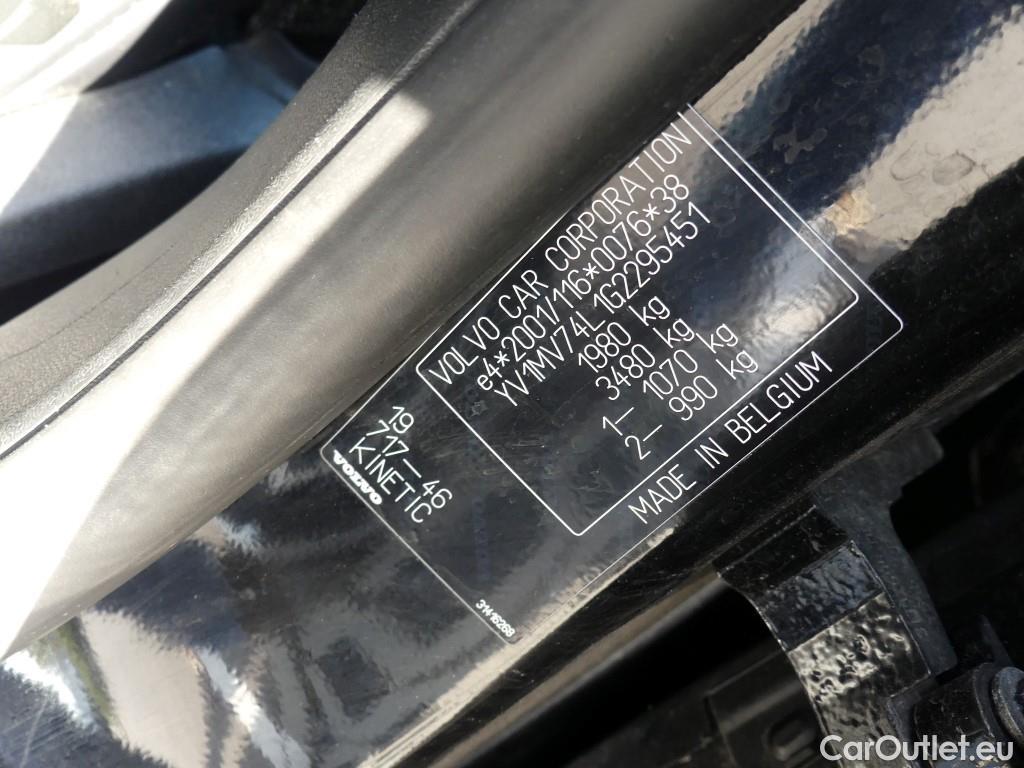 VOLVO CAR CORPORATION
e4*2001/116*0076*38
YV1MV74L1G2295451
1980 kg
3480 kg
1— 1070 kg
2— 990 kg
MADE IN BELGIUM
19
717—46
KINETIC
VOLVO
31416268
CarOutlet.eu